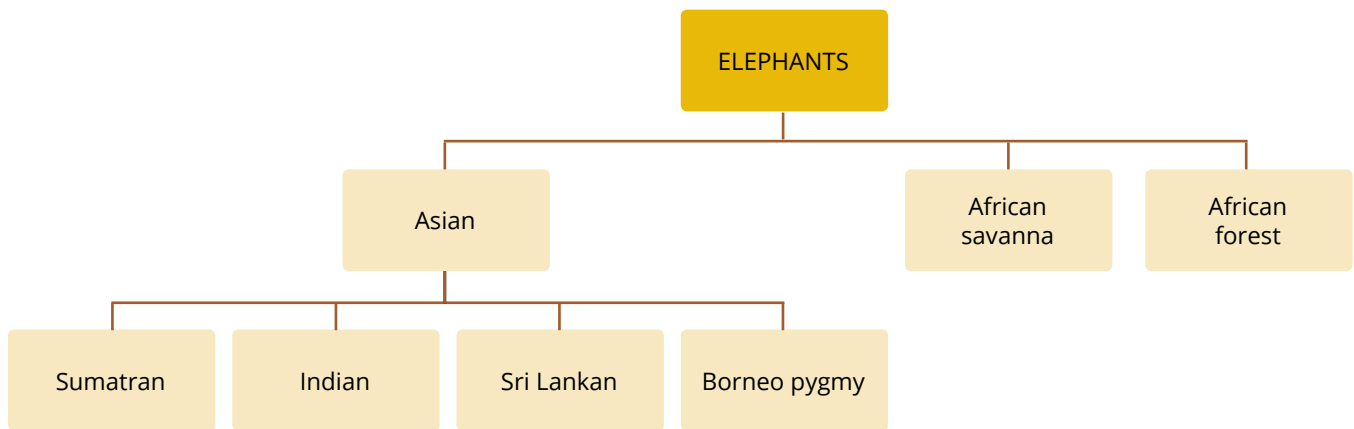 ELEPHANTS
Asian
African
savanna
African
forest
Sumatran
Indian
Sri Lankan
Borneo pygmy